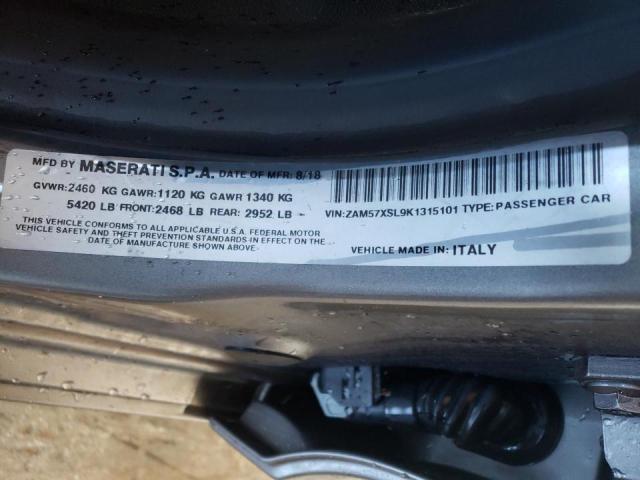 MFD BY MASERATI S.P.A. DATE OF MFR: 8/18
GVWR:2460 KG GAWR:1120 KG GAWR 1340 KG
5420 LB FRONT:2468 LB REAR: 2952 LB
THIS VEHICLE CONFORMS TO ALL APPLICABLE U.S.A. FEDERAL MOTOR
VEHICLE SAFETY AND THEFT PREVENTION STANDARDS IN EFFECT ON THE
DATE OF MANUFACTURE SHOWN ABOVE
VIN:ZAM57XSL9K1315101 TYPE: PASSENGER CAR
VEHICLE MADE IN: ITALY